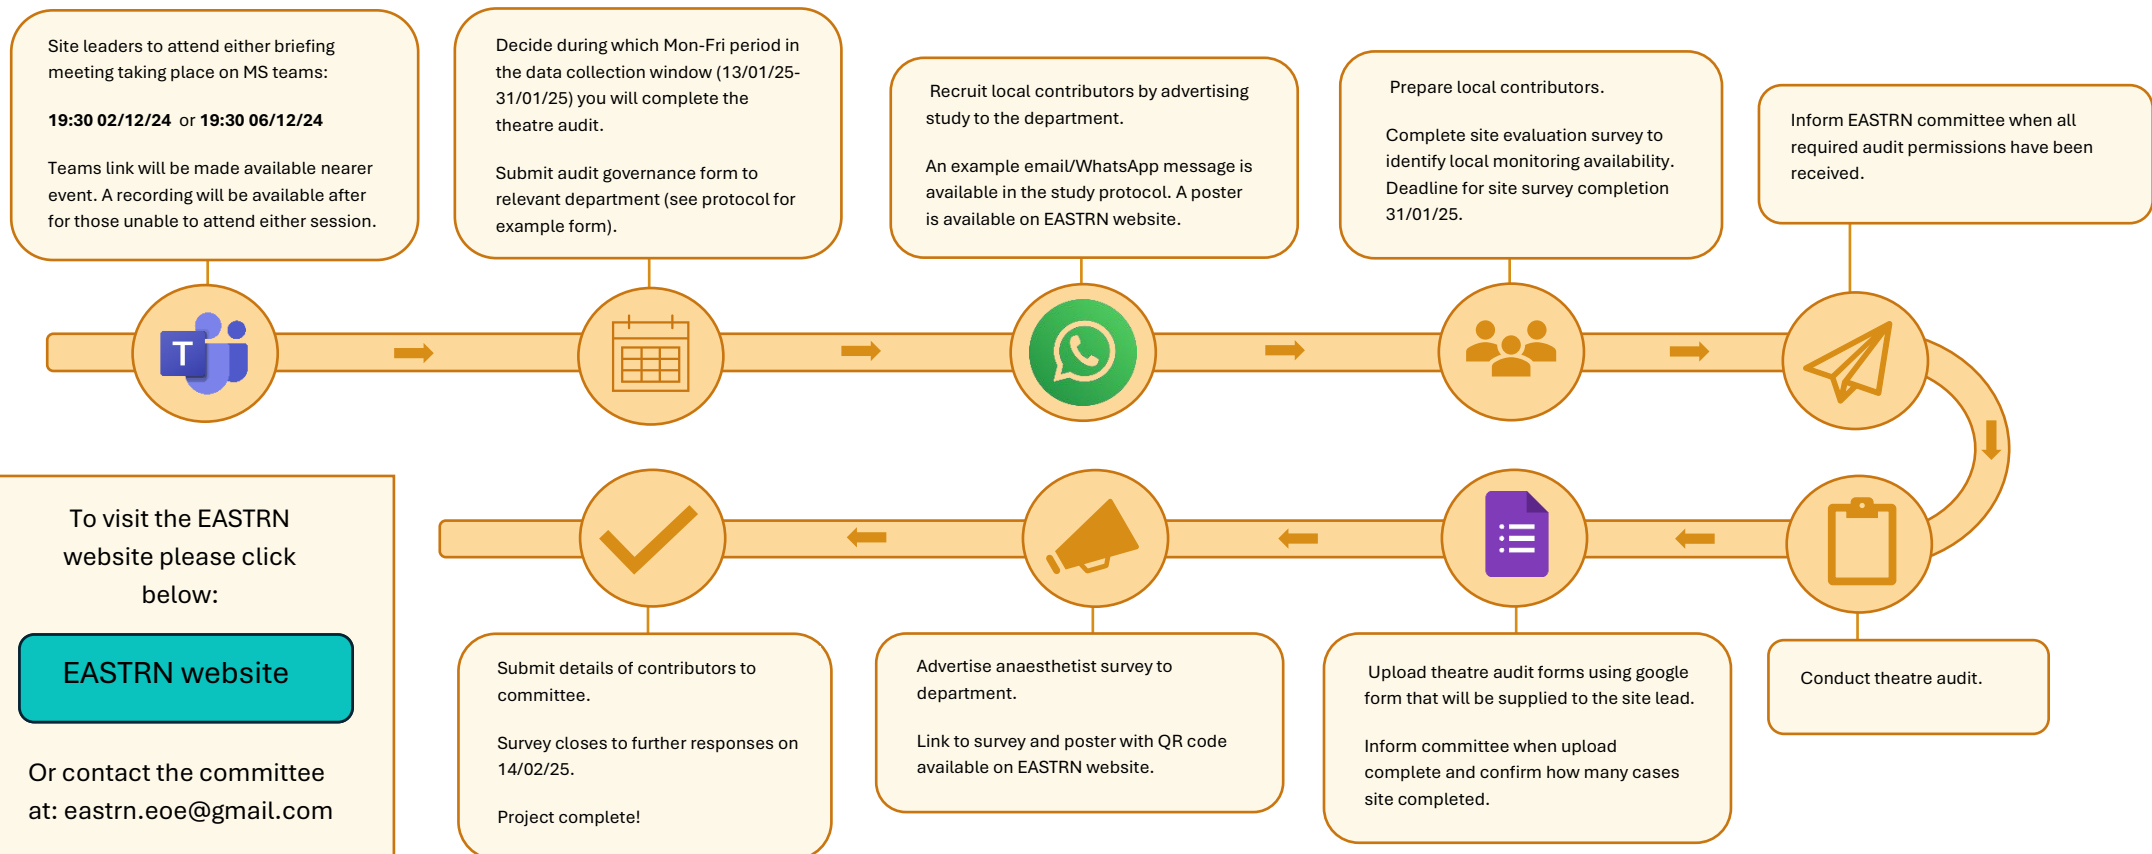 Site leaders to attend either briefing
meeting taking place on MS teams:
19:30 02/12/24 or 19:30 06/12/24
Teams link will be made available nearer
event. A recording will be available after
for those unable to attend either session.
Decide during which Mon-Fri period in
the data collection window (13/01/25-
31/01/25) you will complete the
theatre audit.
Submit audit governance form to
relevant department (see protocol for
example form).
Recruit local contributors by advertising
study to the department.
An example email/WhatsApp message is
available in the study protocol. A poster
is available on EASTRN website.
Prepare local contributors.
Complete site evaluation survey to
identify local monitoring availability.
Deadline for site survey completion
31/01/25.
Inform EASTRN committee when all
required audit permissions have been
received.
T
Conduct theatre audit.
Upload theatre audit forms using google
form that will be supplied to the site lead.
Inform committee when upload
complete and confirm how many cases
site completed.
Advertise anaesthetist survey to
department.
Link to survey and poster with QR code
available on EASTRN website.
Submit details of contributors to
committee.
Survey closes to further responses on
14/02/25.
Project complete!
To visit the EASTRN
website please click
below:
EASTRN website
Or contact the committee
at: eastrn.eoe@gmail.com